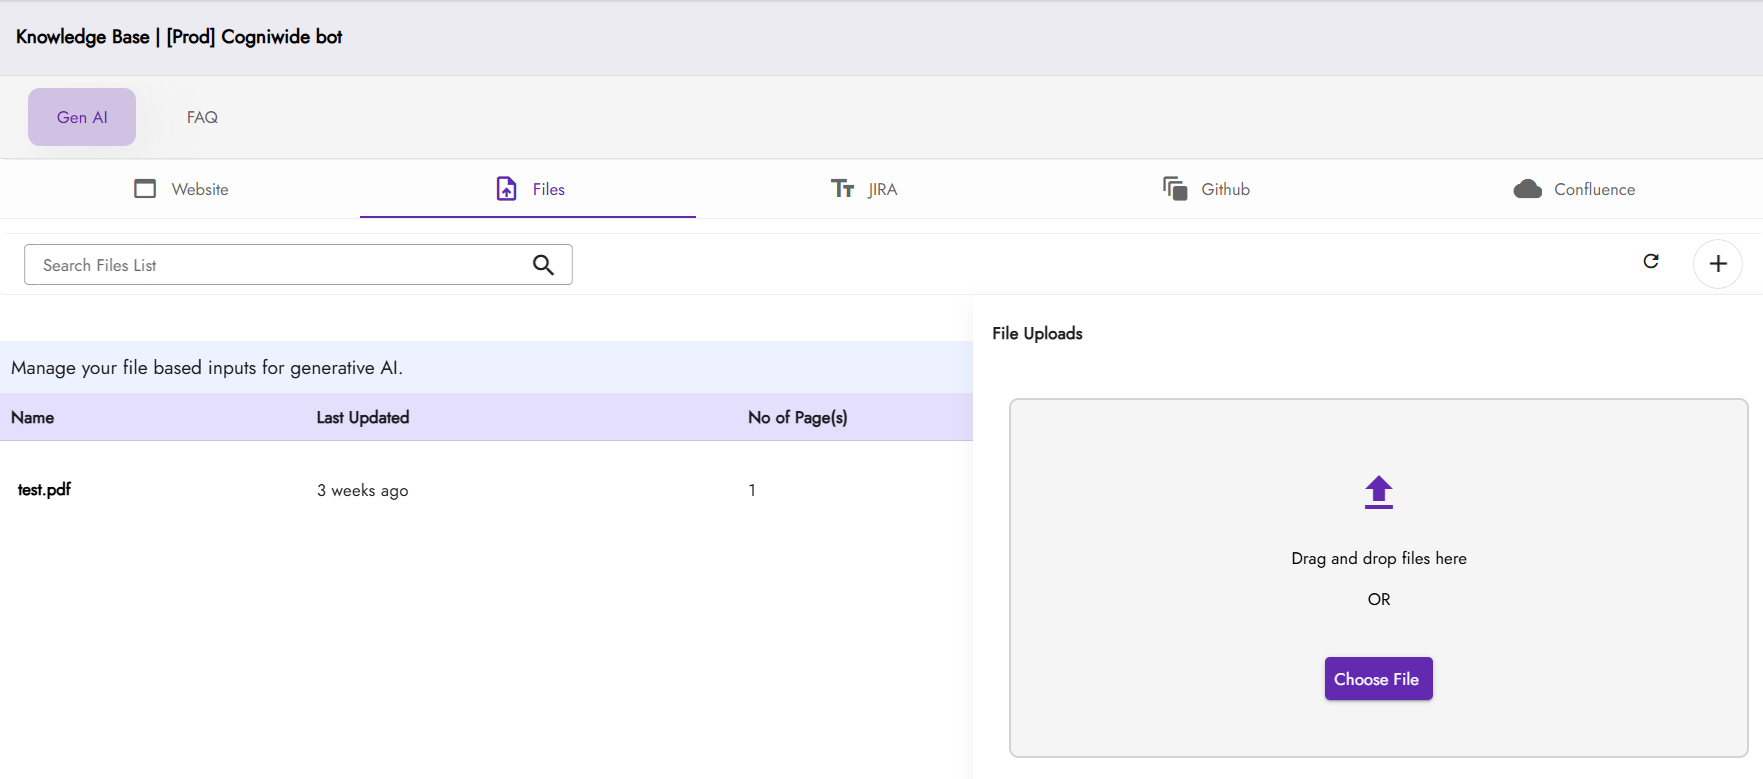 Knowledge Base | [Prod] Cogniwide bot
Gen AI
FAQ
Website
Files
JIRA
Github
Confluence
Search Files List
File Uploads
Manage your file based inputs for generative AI.
Name Last Updated No of Page(s)
test.pdf 3 weeks ago 1
Drag and drop files here
OR
Choose File